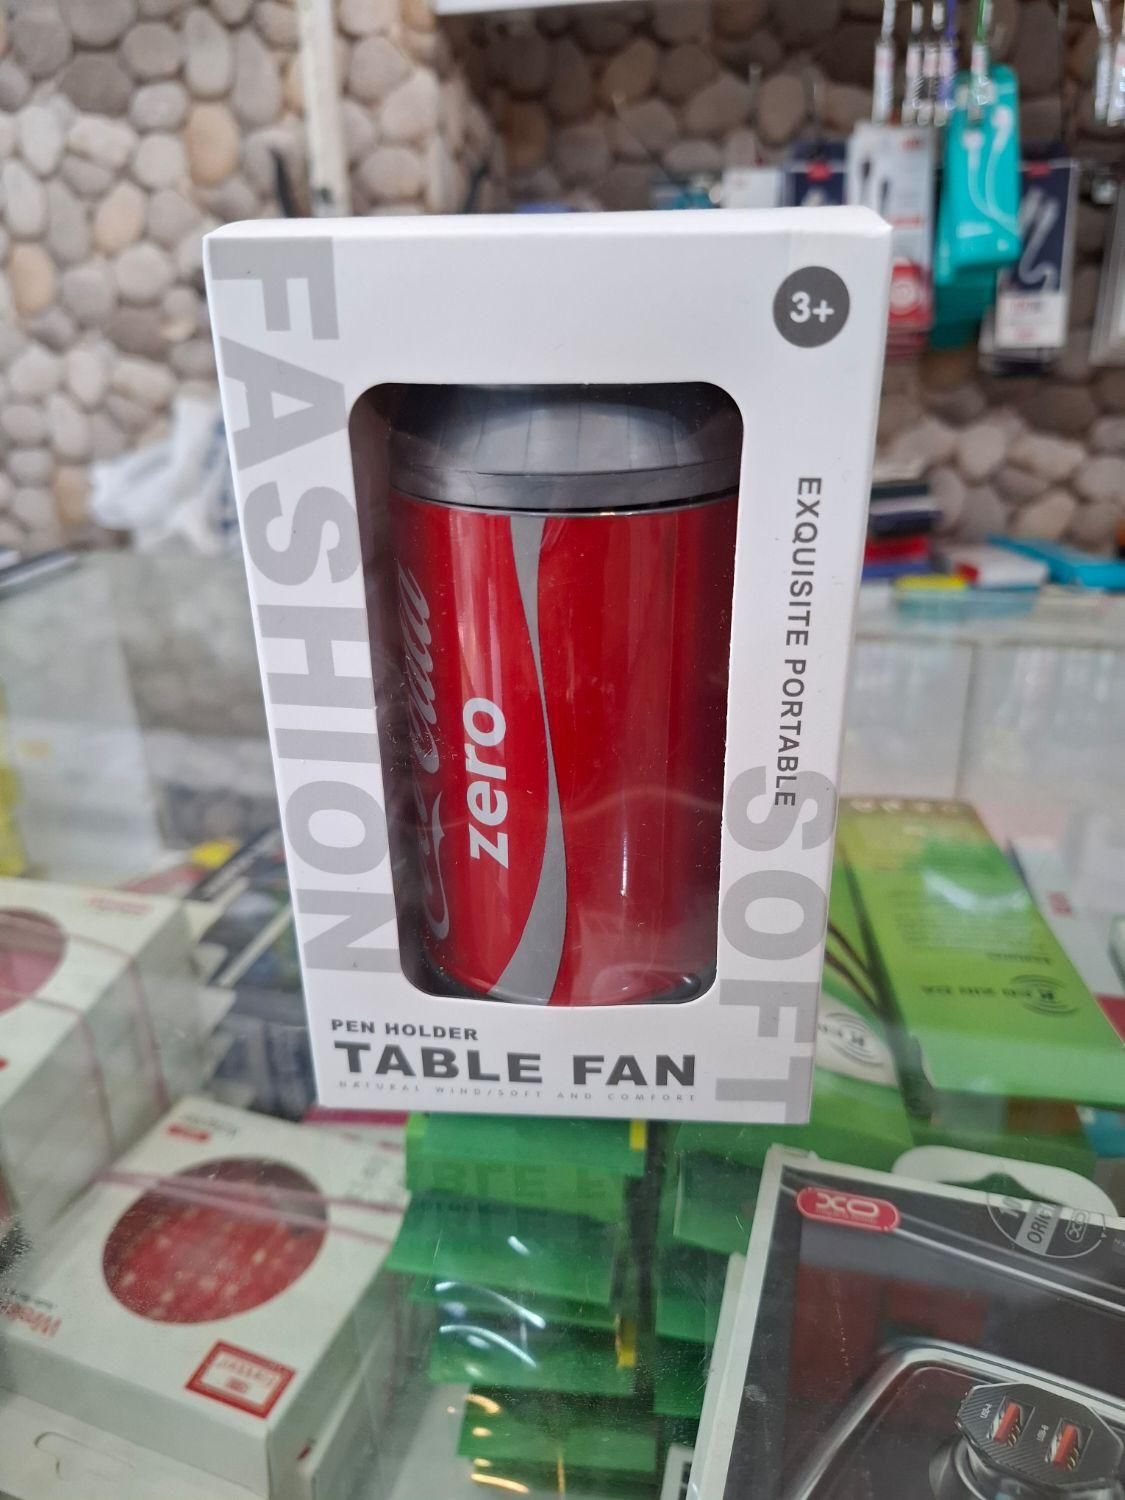 FASHION
3+
EXQUISITE PORTABLE
SOFT
zero
PEN HOLDER
TABLE FAN
NATURAL WIND/SOFT AND COMFORT
XO